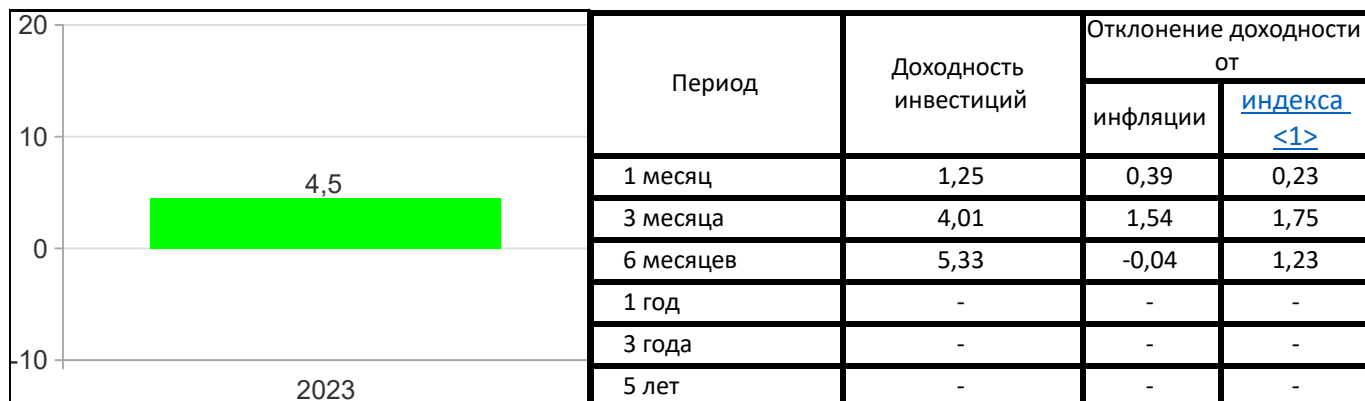 20
10
0
-10
4,5
2023
Период
Доходность
инвестиций
Отклонение доходности
от
инфляции
индекса
<1>
1 месяц 1,25 0,39 0,23
3 месяца 4,01 1,54 1,75
6 месяцев 5,33 -0,04 1,23
1 год - - -
3 года - - -
5 лет - - -